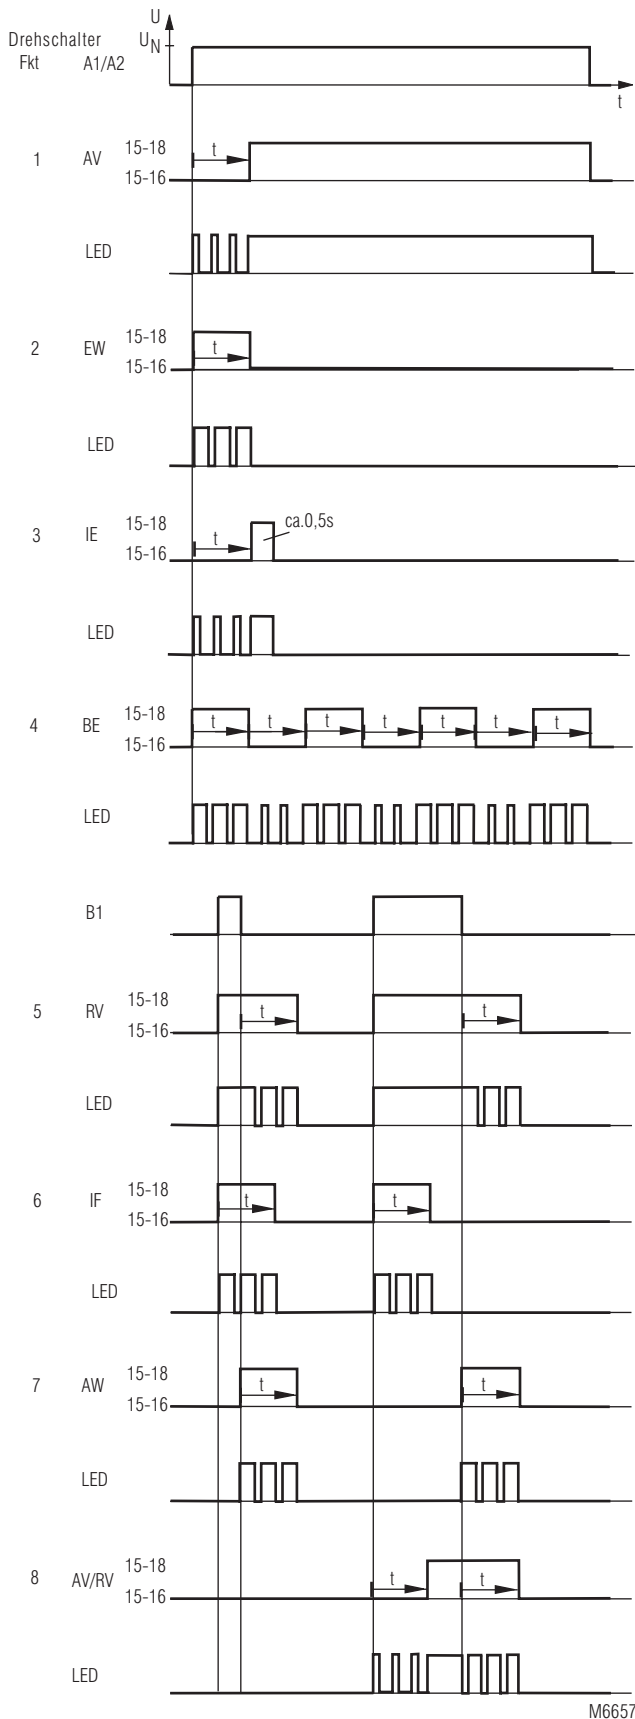 U
Drehschalter UN
Fkt A1/A2
t
1 AV 15-18 t
15-16
LED
2 EW 15-18 t
15-16
LED
3 IE 15-18 t ca.0,5s
15-16
LED
4 BE 15-18 t t t t t t t
15-16
LED
B1
5 RV 15-18 t t
15-16
LED
6 IF 15-18 t t
15-16
LED
7 AW 15-18 t t
15-16
LED
8 AV/RV 15-18 t t
15-16
LED
M6657